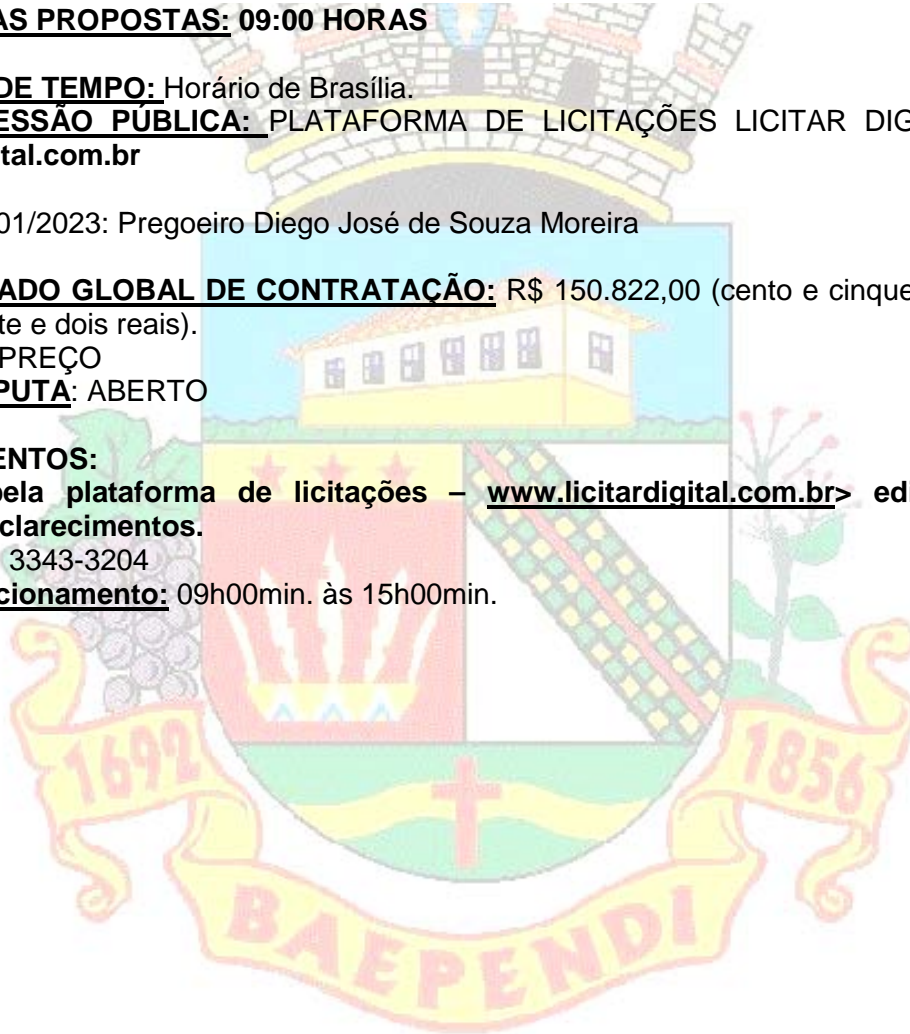 AS PROPOSTAS: 09:00 HORAS
DE TEMPO: Horário de Brasília.
ESSÃO PÚBLICA: PLATAFORMA DE LICITAÇÕES LICITAR DIG
ital.com.br
01/2023: Pregoeiro Diego José de Souza Moreira
ADO GLOBAL DE CONTRATAÇÃO: R$ 150.822,00 (cento e cinque
te e dois reais).
PREÇO
PUTA: ABERTO
ENTOS:
pela plataforma de licitações – www.licitardigital.com.br> edi
clarecimentos.
3343-3204
cionamento: 09h00min. às 15h00min.
1692
1856
BAEPENDI